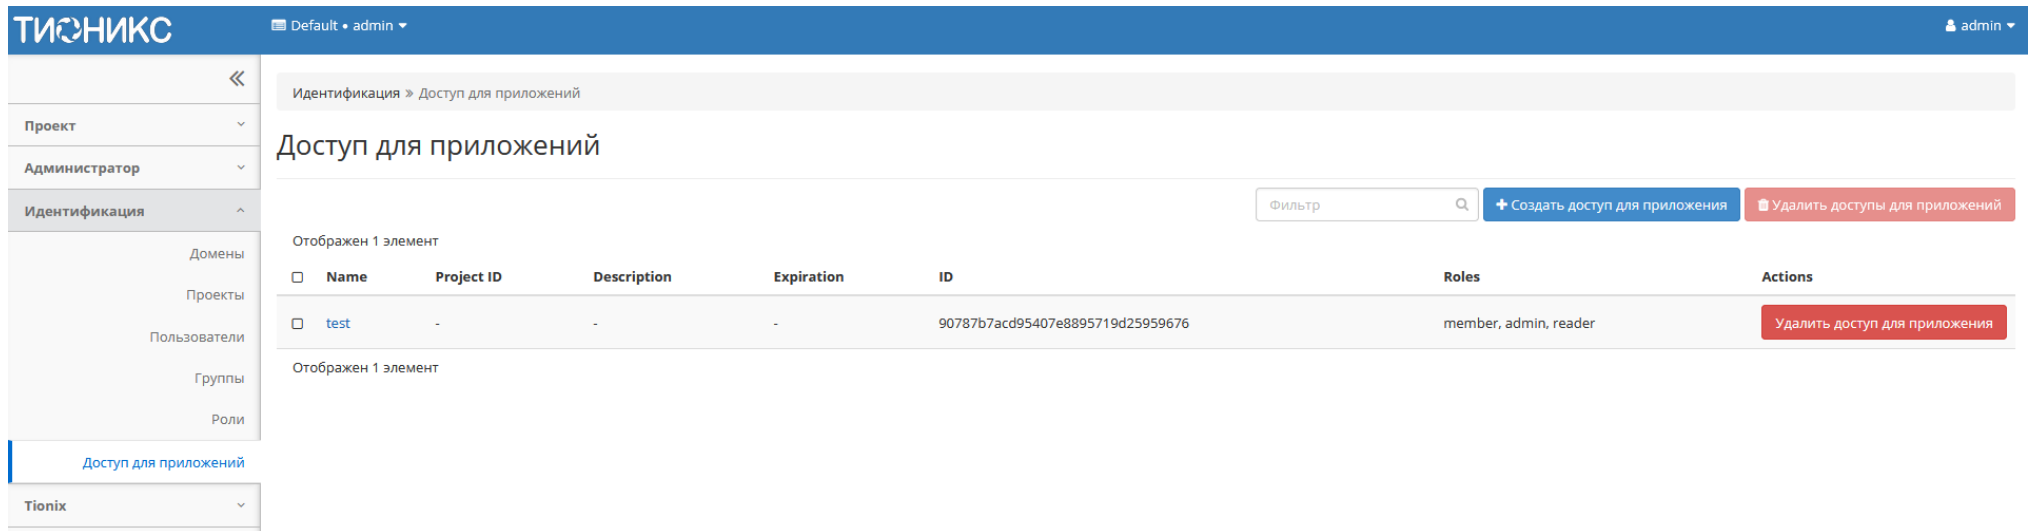 ТИОНИКС
Default • admin
admin
Идентификация » Доступ для приложений
Проект
Администратор
Идентификация
Домены
Проекты
Пользователи
Группы
Роли
Доступ для приложений
Tionix
Доступ для приложений
Фильтр
Создать доступ для приложения
Удалить доступы для приложений
Отображен 1 элемент
Name Project ID Description Expiration ID Roles Actions
test - - - 90787b7acd95407e8895719d25959676 member, admin, reader Удалить доступ для приложения
Отображен 1 элемент